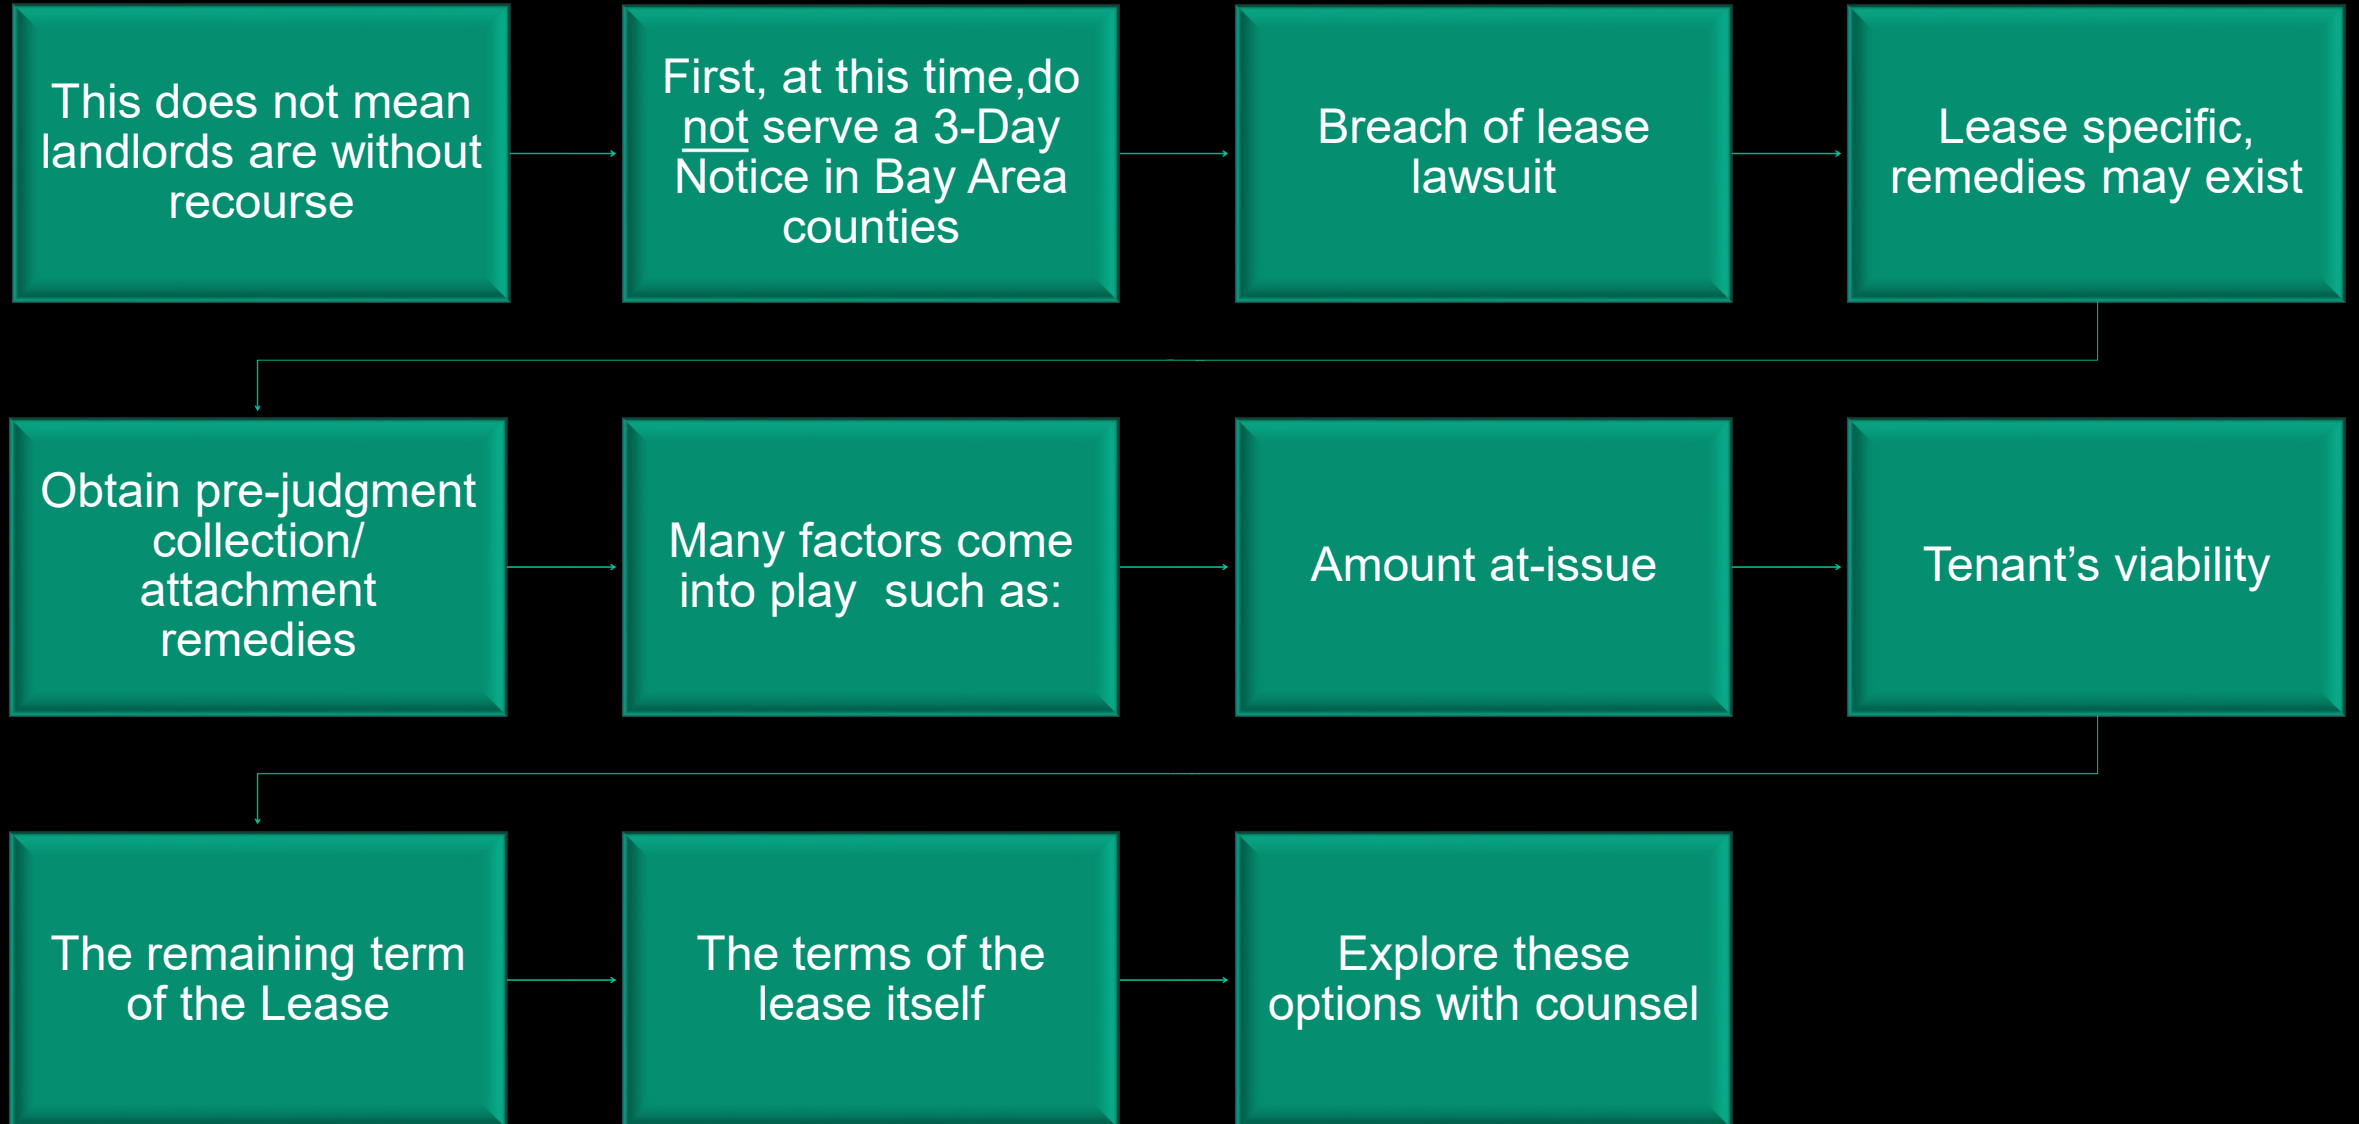 This does not mean
landlords are without
recourse
First, at this time,do
not serve a 3-Day
Notice in Bay Area
counties
Breach of lease
lawsuit
Lease specific,
remedies may exist
Obtain pre-judgment
collection/
attachment
remedies
Many factors come
into play  such as:
Amount at-issue
Tenant’s viability
The remaining term
of the Lease
The terms of the
lease itself
Explore these
options with counsel